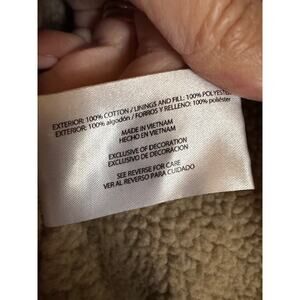 EXTERIOR: 100% COTTON / LININGS AND FILL: 100% POLYESTER
EXTERIOR: 100% algodón / FORROS Y RELLENO: 100% poliéster
MADE IN VIETNAM
HECHO EN VIETNAM
EXCLUSIVE OF DECORATION
EXCLUSIVO DE DECORACIÓN
SEE REVERSE FOR CARE
VER AL REVERSO PARA CUIDADO